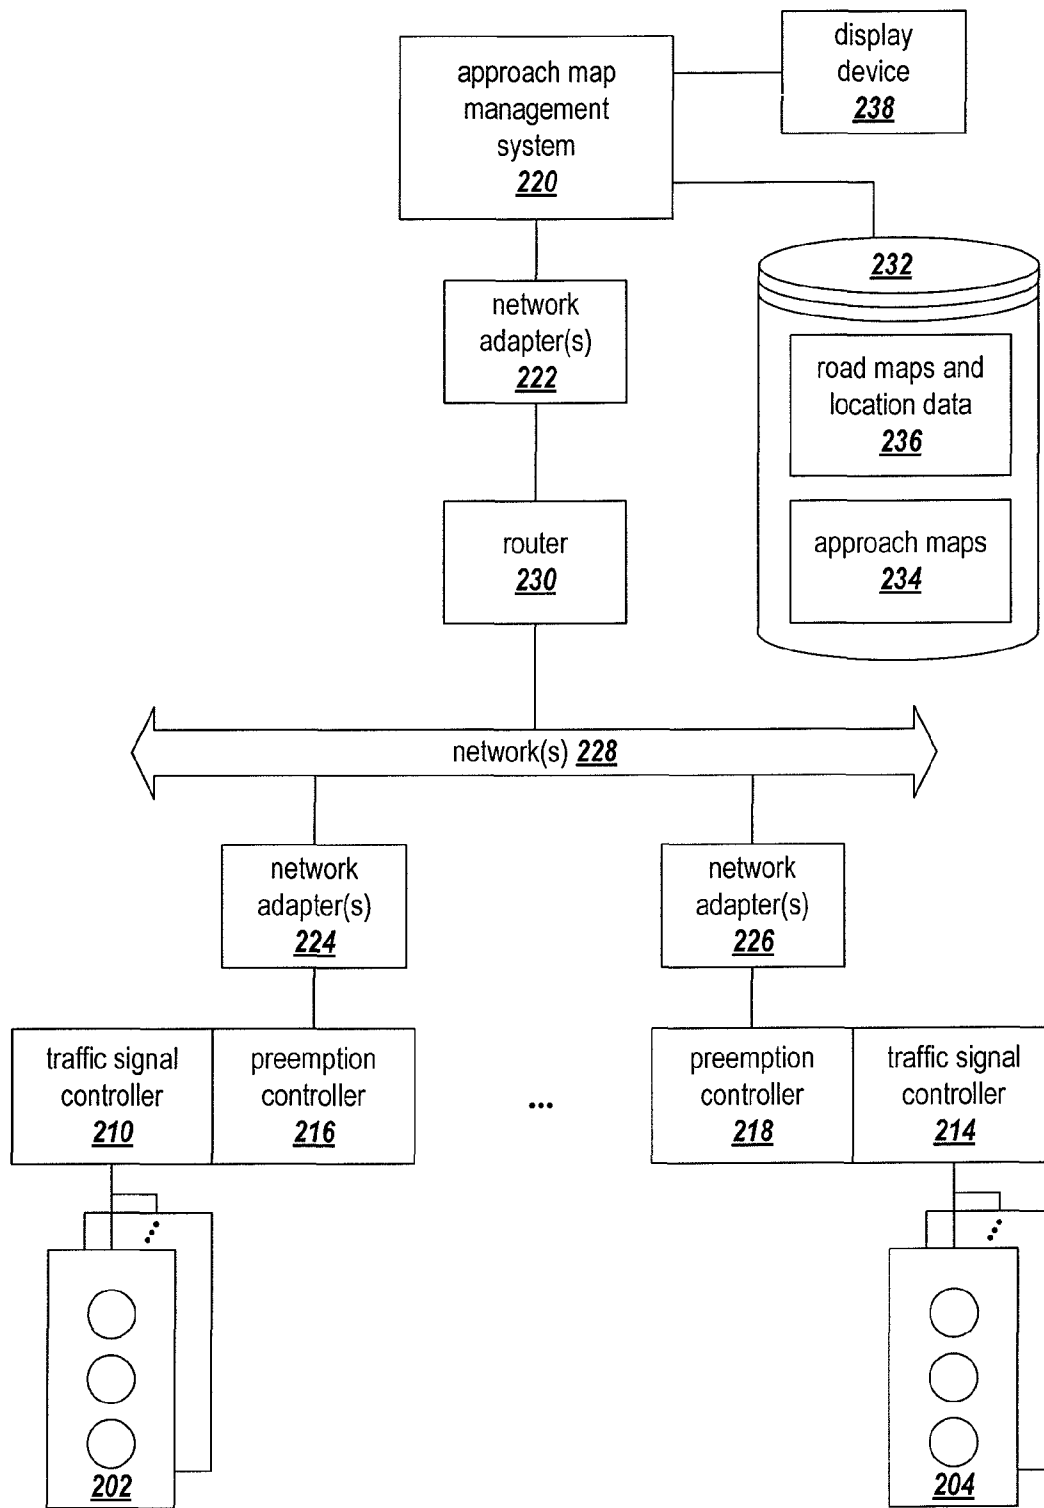 approach map
management
system
220
display
device
238
232
network
adapter(s)
222
road maps and
location data
236
router
230
approach maps
234
network(s) 228
network
adapter(s)
224
network
adapter(s)
226
traffic signal
controller
210
preemption
controller
216
...
preemption
controller
218
traffic signal
controller
214
202
204